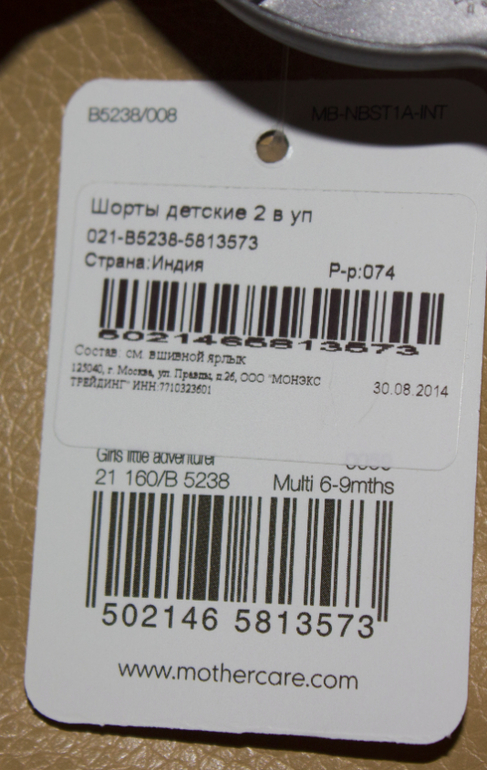 B5238/008 MB-NBST1A-INT
Шорты детские 2 в уп
021-B5238-5813573
Страна:Индия Р-р:074
5021465813573
Состав: см. вшивной ярлык
125040, г. Москва, ул. Правды, д.26, ООО "МОНЭКС
ТРЕЙДИНГ" ИНН:7710323601 30.08.2014
Girls little adventurer
21 160/B 5238 Multi 6-9mths
502146 5813573
www.mothercare.com